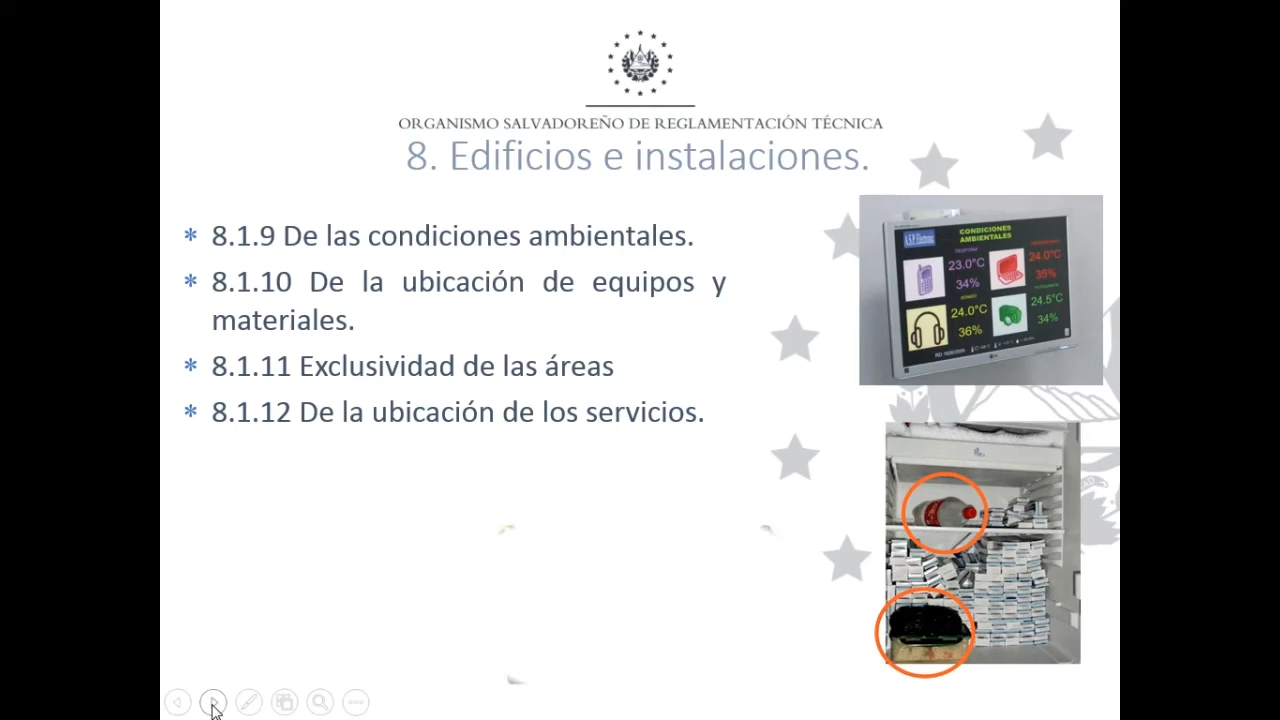 ORGANISMO SALVADOREÑO DE REGLAMENTACIÓN TÉCNICA
8. Edificios e instalaciones.
* 8.1.9 De las condiciones ambientales.
* 8.1.10 De la ubicación de equipos y
materiales.
* 8.1.11 Exclusividad de las áreas
* 8.1.12 De la ubicación de los servicios.
CONDICIONES
AMBIENTALES
23.0°C
34%
24.0°C
35%
24.0°C
36%
24.5°C
34%